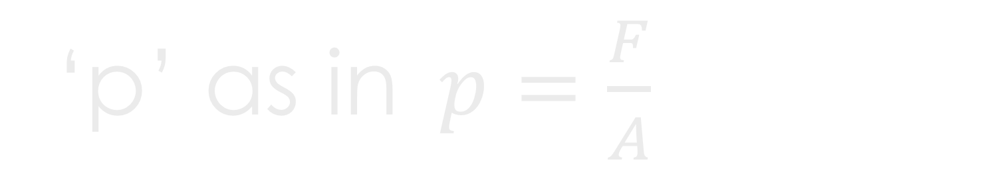 ‘p’ as in p = F/A